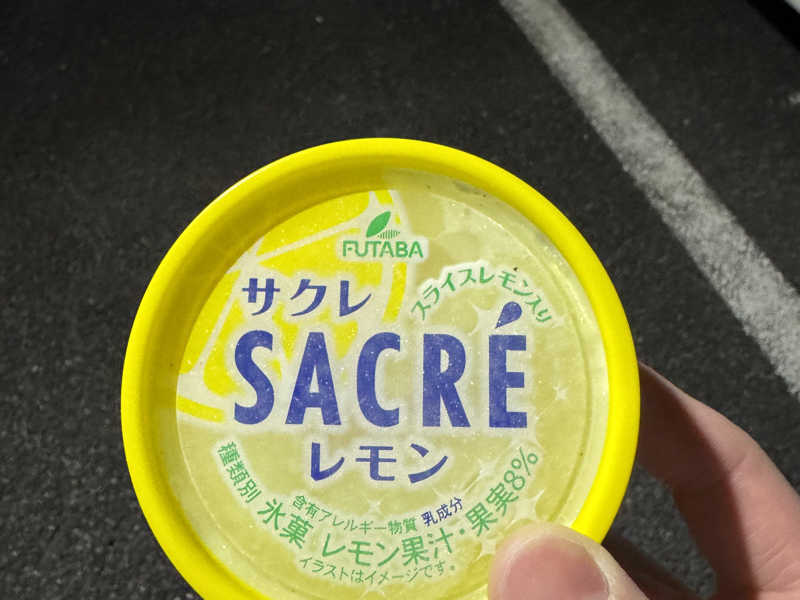 FUTABA
サクレ
スライスレモン入り
SACRÉ
レモン
種類別 氷菓 レモン果汁・果実8%
含有アレルギー物質 乳成分
イラストはイメージです。